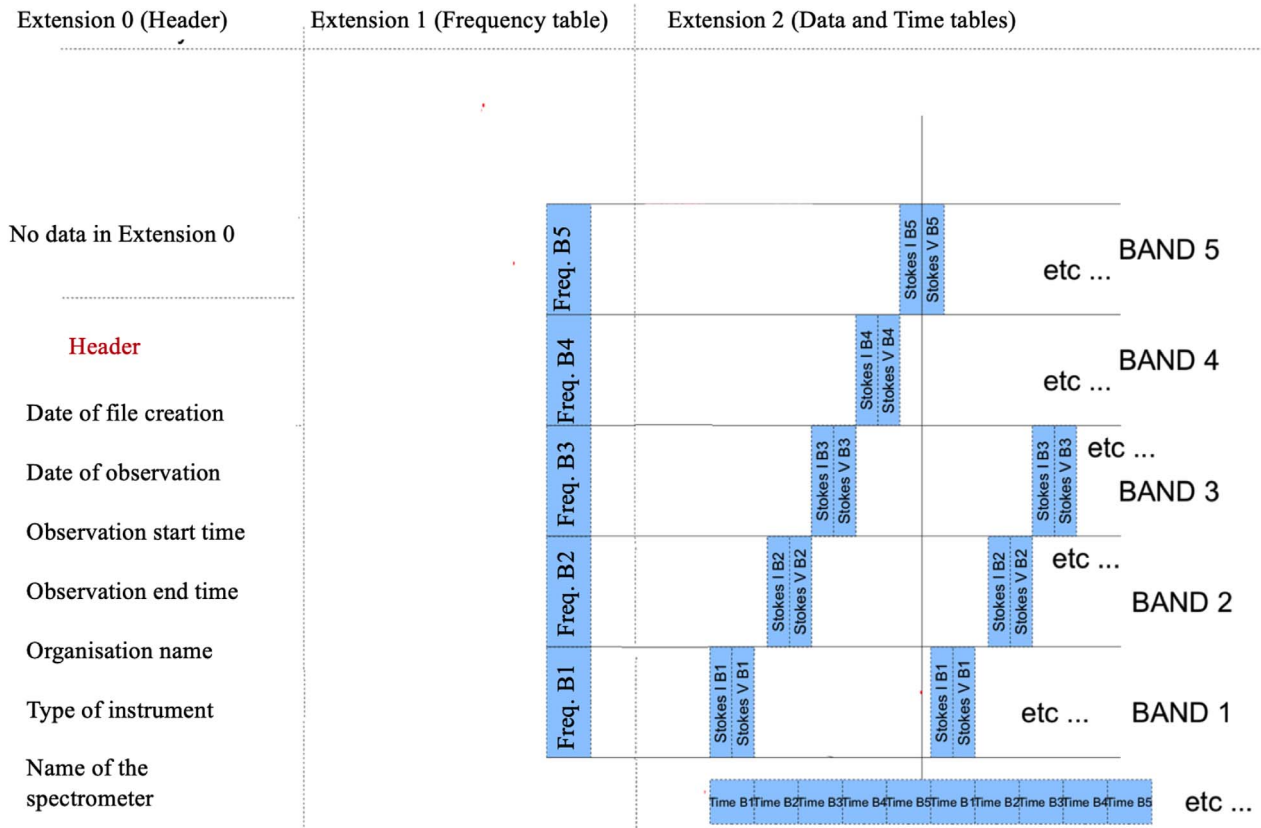 Extension 0 (Header)
Extension 1 (Frequency table)
Extension 2 (Data and Time tables)
No data in Extension 0
Header
Date of file creation
Date of observation
Observation start time
Observation end time
Organisation name
Type of instrument
Name of the
spectrometer
Freq. B5
Freq. B4
Freq. B3
Freq. B2
Freq. B1
Stokes I B5
Stokes V B5
etc ...
BAND 5
Stokes I B4
Stokes V B4
etc ...
BAND 4
Stokes I B3
Stokes V B3
Stokes I B3
Stokes V B3
etc ...
BAND 3
Stokes I B2
Stokes V B2
Stokes I B2
Stokes V B2
etc ...
BAND 2
Stokes I B1
Stokes V B1
Stokes I B1
Stokes V B1
etc ...
BAND 1
Time B1 Time B2 Time B3 Time B4 Time B5 Time B1 Time B2 Time B3 Time B4 Time B5
etc ...